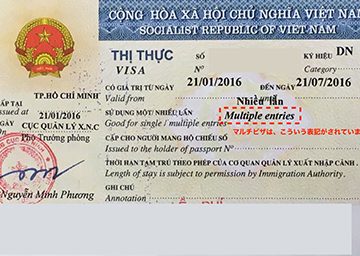 CỘNG HÒA XÃ HỘI CHỦ NGHĨA VIỆT NAM
SOCIALIST REPUBLIC OF VIET NAM
THỊ THỰC
VISA
SỐ
Nº
KÝ HIỆU
Category
DN
CẤP TẠI
TP.HỒ CHÍ MINH
Issued at
21/01/2016
CỤC QUẢN LÝ X.N.C
Phó Trưởng phòng
CÓ GIÁ TRỊ TỪ NGÀY
21/01/2016
Valid from
ĐẾN NGÀY
21/07/2016
until
SỬ DỤNG MỘT/NHIỀU LẦN
Nhiều lần
Good for single / multiple entries
Multiple entries
マルチビザは、こういう表記がされていま
CẤP CHO NGƯỜI MANG HỘ CHIẾU SỐ
Issued to the holder of passport Nº
THỜI HẠN TẠM TRÚ THEO PHÉP CỦA CƠ QUAN QUẢN LÝ XUẤT NHẬP CẢNH.
Length of stay is subject to permission by Immigration Authority.
GHI CHÚ
Annotation
Nguyễn Minh Phương